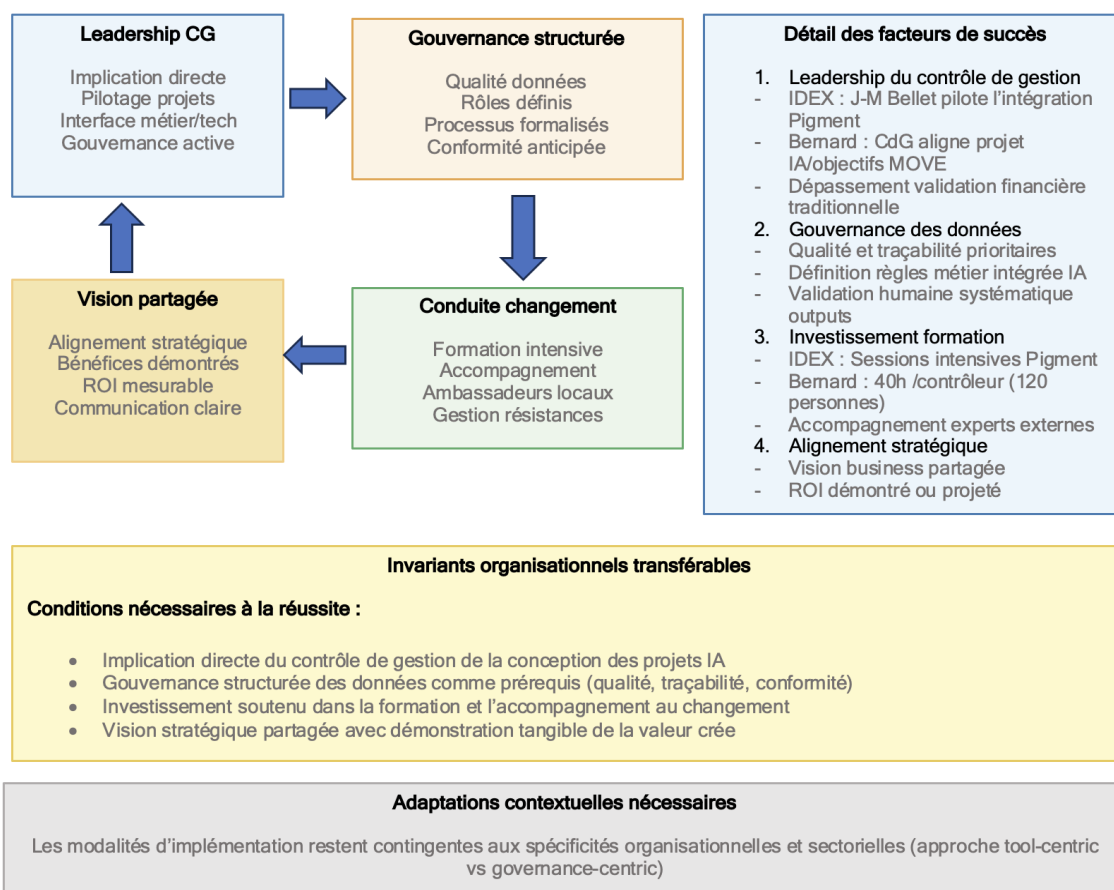 Leadership CG
Implication directe
Pilotage projets
Interface métier/tech
Gouvernance active
Gouvernance structurée
Qualité données
Rôles définis
Processus formalisés
Conformité anticipée
Vision partagée
Alignement stratégique
Bénéfices démontrés
ROI mesurable
Communication claire
Conduite changement
Formation intensive
Accompagnement
Ambassadeurs locaux
Gestion résistances
Détail des facteurs de succès
1. Leadership du contrôle de gestion
- IDEX : J-M Bellet pilote l’intégration
Pigment
- Bernard : CdG aligne projet
IA/objectifs MOVE
- Dépassement validation financière
traditionnelle
2. Gouvernance des données
- Qualité et traçabilité prioritaires
- Définition règles métier intégrée IA
- Validation humaine systématique
outputs
3. Investissement formation
- IDEX : Sessions intensives Pigment
- Bernard : 40h /contrôleur (120
personnes)
- Accompagnement experts externes
4. Alignement stratégique
- Vision business partagée
- ROI démontré ou projeté
Invariants organisationnels transférables
Conditions nécessaires à la réussite :
• Implication directe du contrôle de gestion de la conception des projets IA
• Gouvernance structurée des données comme prérequis (qualité, traçabilité, conformité)
• Investissement soutenu dans la formation et l’accompagnement au changement
• Vision stratégique partagée avec démonstration tangible de la valeur crée
Adaptations contextuelles nécessaires
Les modalités d’implémentation restent contingentes aux spécificités organisationnelles et sectorielles (approche tool-centric
vs governance-centric)